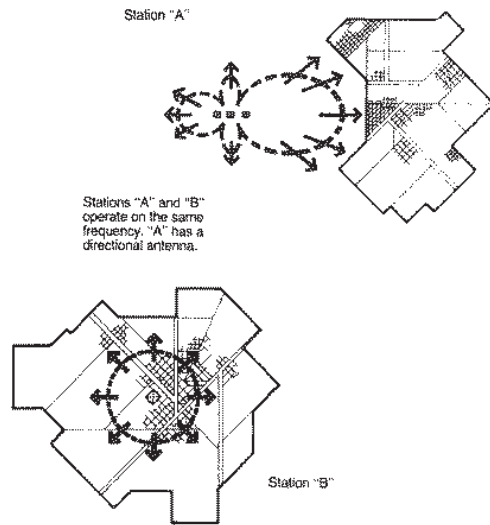 Station "A"
Stations "A" and "B"
operate on the same
frequency. "A" has a
directional antenna.
Station "B"